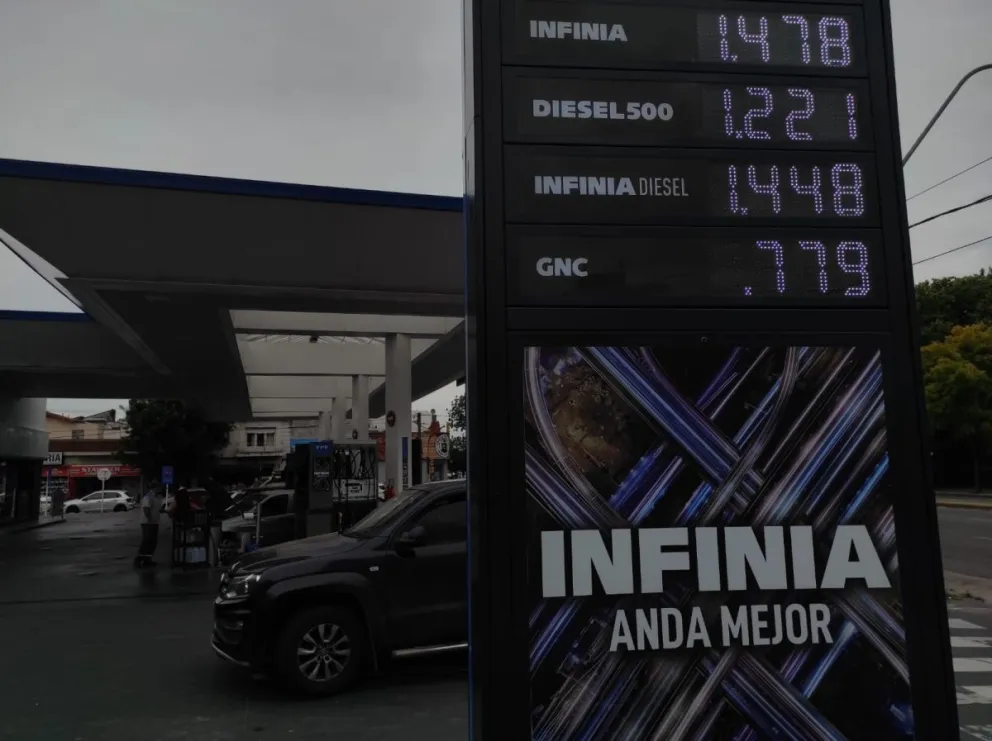 INFINIA 1.478
DIESEL500 1.221
INFINIA DIESEL 1.448
GNC .779
INFINIA
ANDA MEJOR